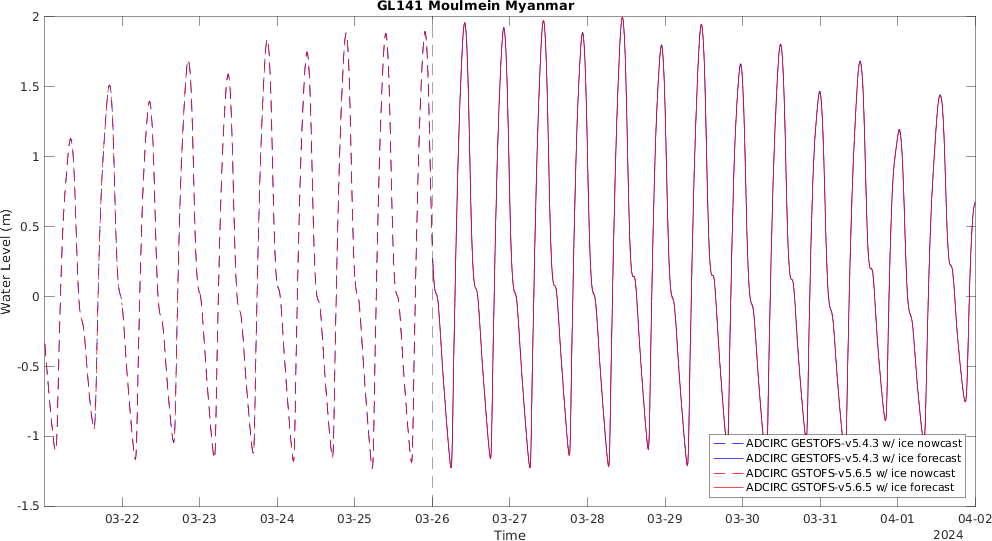 GL141 Moulmein Myanmar
2
1.5
1
0.5
0
-0.5
-1
-1.5
Water Level (m)
ADCIRC GESTOFS-v5.4.3 w/ ice nowcast
ADCIRC GESTOFS-v5.4.3 w/ ice forecast
ADCIRC GSTOFS-v5.6.5 w/ ice nowcast
ADCIRC GSTOFS-v5.6.5 w/ ice forecast
03-22 03-23 03-24 03-25 03-26 03-27 03-28 03-29 03-30 03-31 04-01 04-02
Time
2024